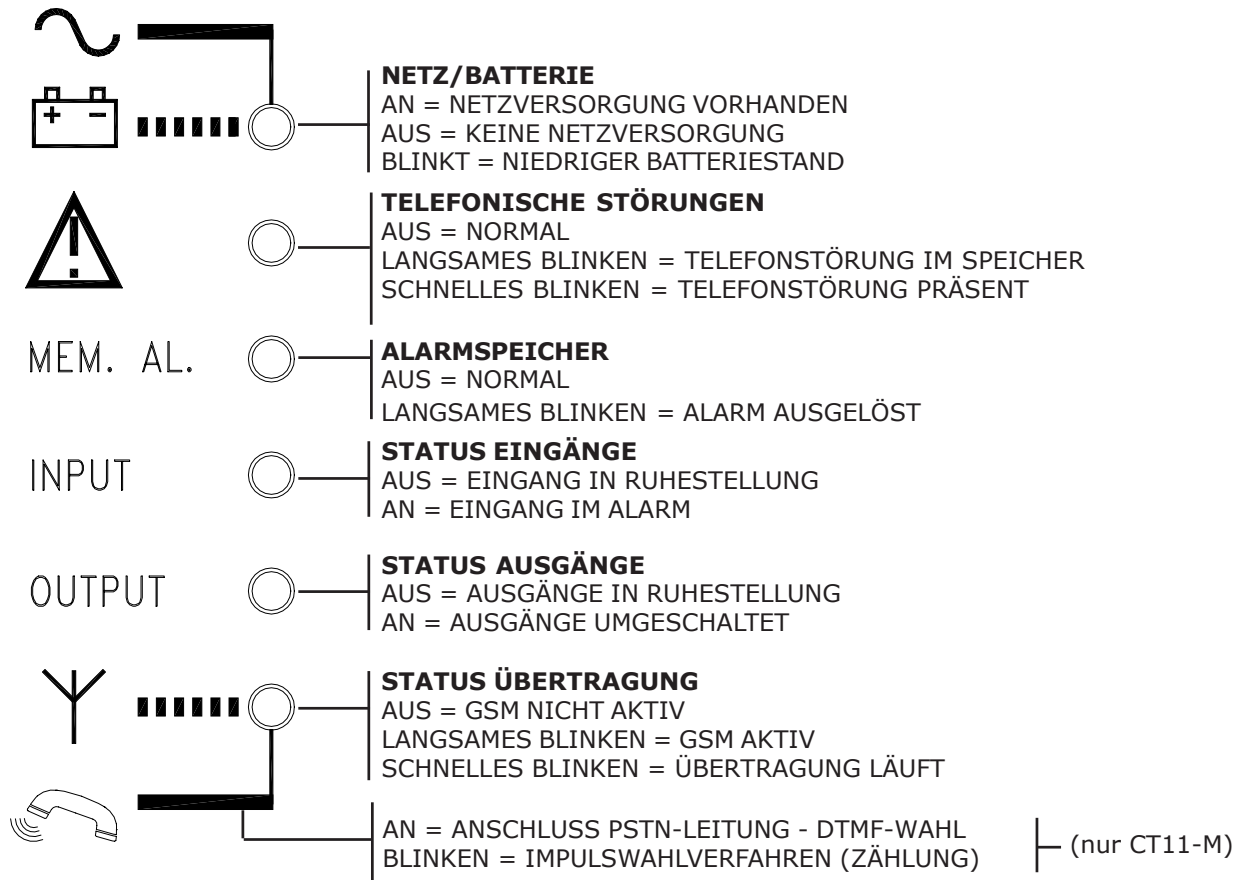 NETZ/BATTERIE
AN = NETZVERSORGUNG VORHANDEN
AUS = KEINE NETZVERSORGUNG
BLINKT = NIEDRIGER BATTERIESTAND
TELEFONISCHE STÖRUNGEN
AUS = NORMAL
LANGSAMES BLINKEN = TELEFONSTÖRUNG IM SPEICHER
SCHNELLES BLINKEN = TELEFONSTÖRUNG PRÄSENT
MEM. AL.
ALARMSPEICHER
AUS = NORMAL
LANGSAMES BLINKEN = ALARM AUSGELÖST
INPUT
STATUS EINGÄNGE
AUS = EINGANG IN RUHESTELLUNG
AN = EINGANG IM ALARM
OUTPUT
STATUS AUSGÄNGE
AUS = AUSGÄNGE IN RUHESTELLUNG
AN = AUSGÄNGE UMGESCHALTET
STATUS ÜBERTRAGUNG
AUS = GSM NICHT AKTIV
LANGSAMES BLINKEN = GSM AKTIV
SCHNELLES BLINKEN = ÜBERTRAGUNG LÄUFT
AN = ANSCHLUSS PSTN-LEITUNG - DTMF-WAHL
BLINKEN = IMPULSWAHLVERFAHREN (ZÄHLUNG)
(nur CT11-M)